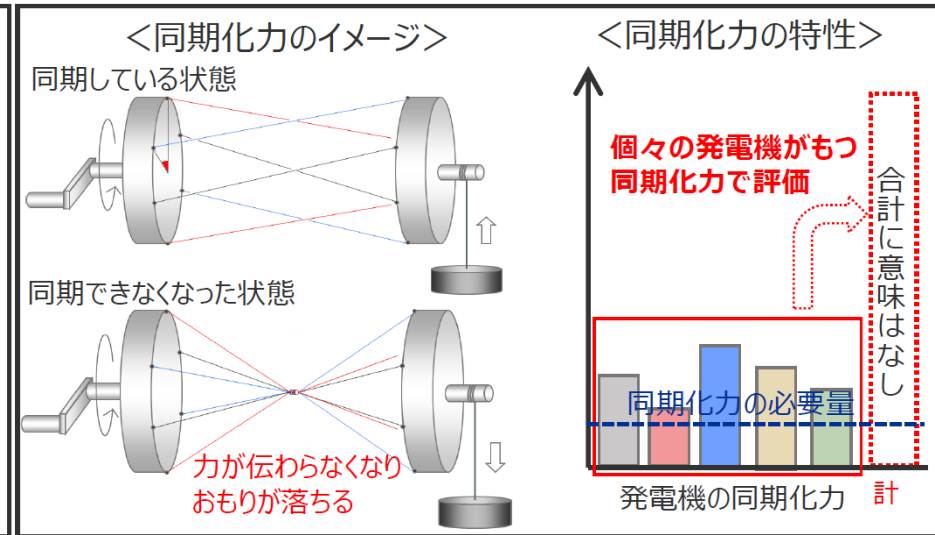 ＜同期化力のイメージ＞
同期している状態
同期できなくなった状態
力が伝わらなくなり
おもりが落ちる
＜同期化力の特性＞
個々の発電機がもつ
同期化力で評価
合計に意味はなし
同期化力の必要量
発電機の同期化力
計